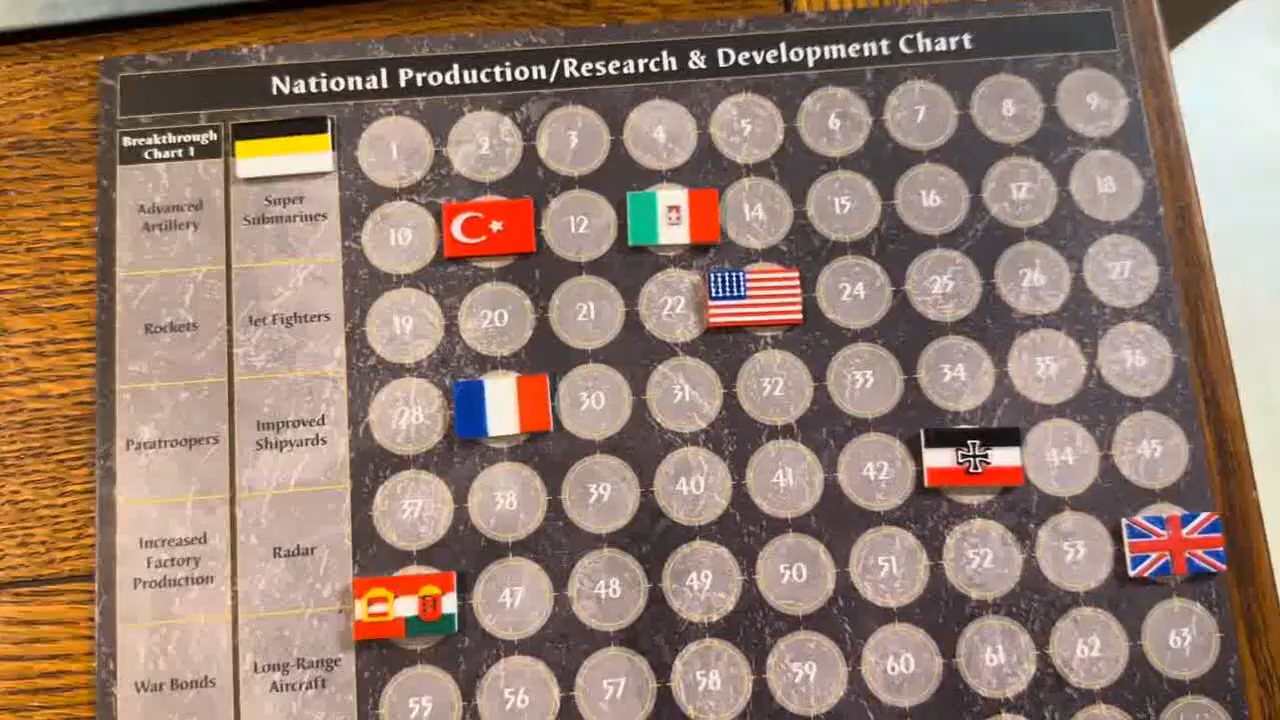 National Production/Research & Development Chart
Breakthrough
Chart 1
1 2 3 4 5 6 7 8 9
Advanced
Artillery
Super
Submarines
10 12 14 15 16 17 18
Rockets
Jet Fighters
19 20 21 22 24 25 26 27
Paratroopers
Improved
Shipyards
28 30 31 32 33 34 35 36
37 38 39 40 41 42 44 45
Increased
Factory
Production
Radar
47 48 49 50 51 52 53
War Bonds
Long-Range
Aircraft
55 56 57 58 59 60 61 62 63